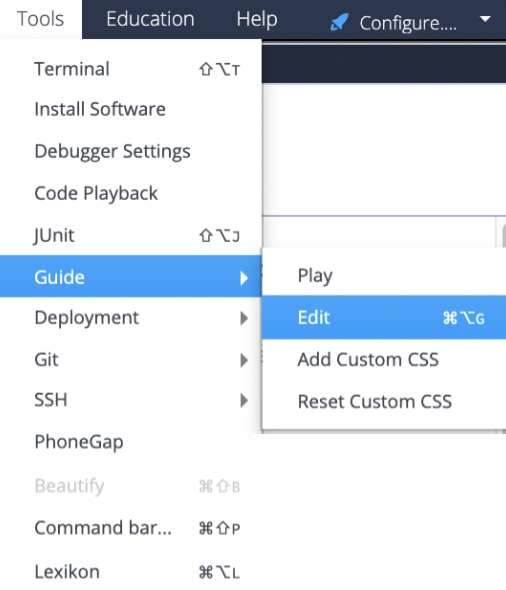 Tools Education Help Configure....
Terminal ⇧⌥T
Install Software
Debugger Settings
Code Playback
JUnit ⇧⌥J
Guide
Play
Deployment
Edit ⌘⌥G
Git
Add Custom CSS
SSH
Reset Custom CSS
PhoneGap
Beautify ⌘⇧B
Command bar... ⌘⇧P
Lexikon ⌘⌥L